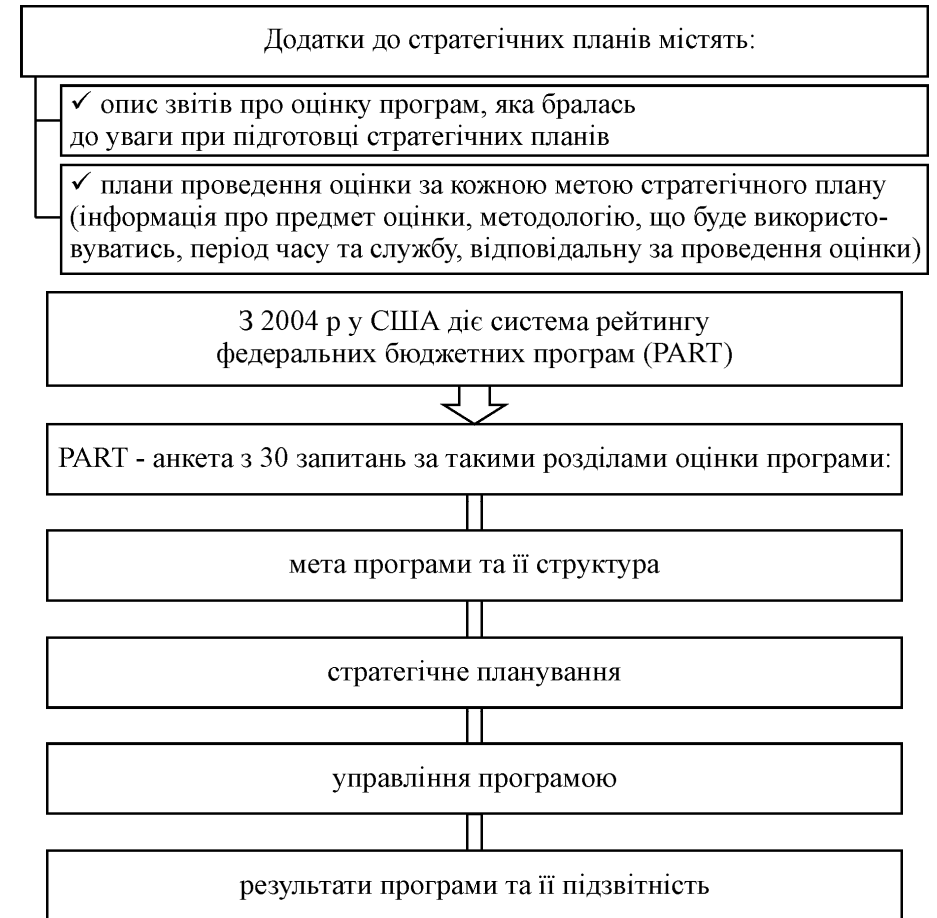 Додатки до стратегічних планів містять:
✓ опис звітів про оцінку програм, яка бралась
до уваги при підготовці стратегічних планів
✓ плани проведення оцінки за кожною метою стратегічного плану
(інформація про предмет оцінки, методологію, що буде використо-
вуватись, період часу та службу, відповідальну за проведення оцінки)
З 2004 р у США діє система рейтингу
федеральних бюджетних програм (PART)
PART - анкета з 30 запитань за такими розділами оцінки програми:
мета програми та її структура
стратегічне планування
управління програмою
результати програми та її підзвітність